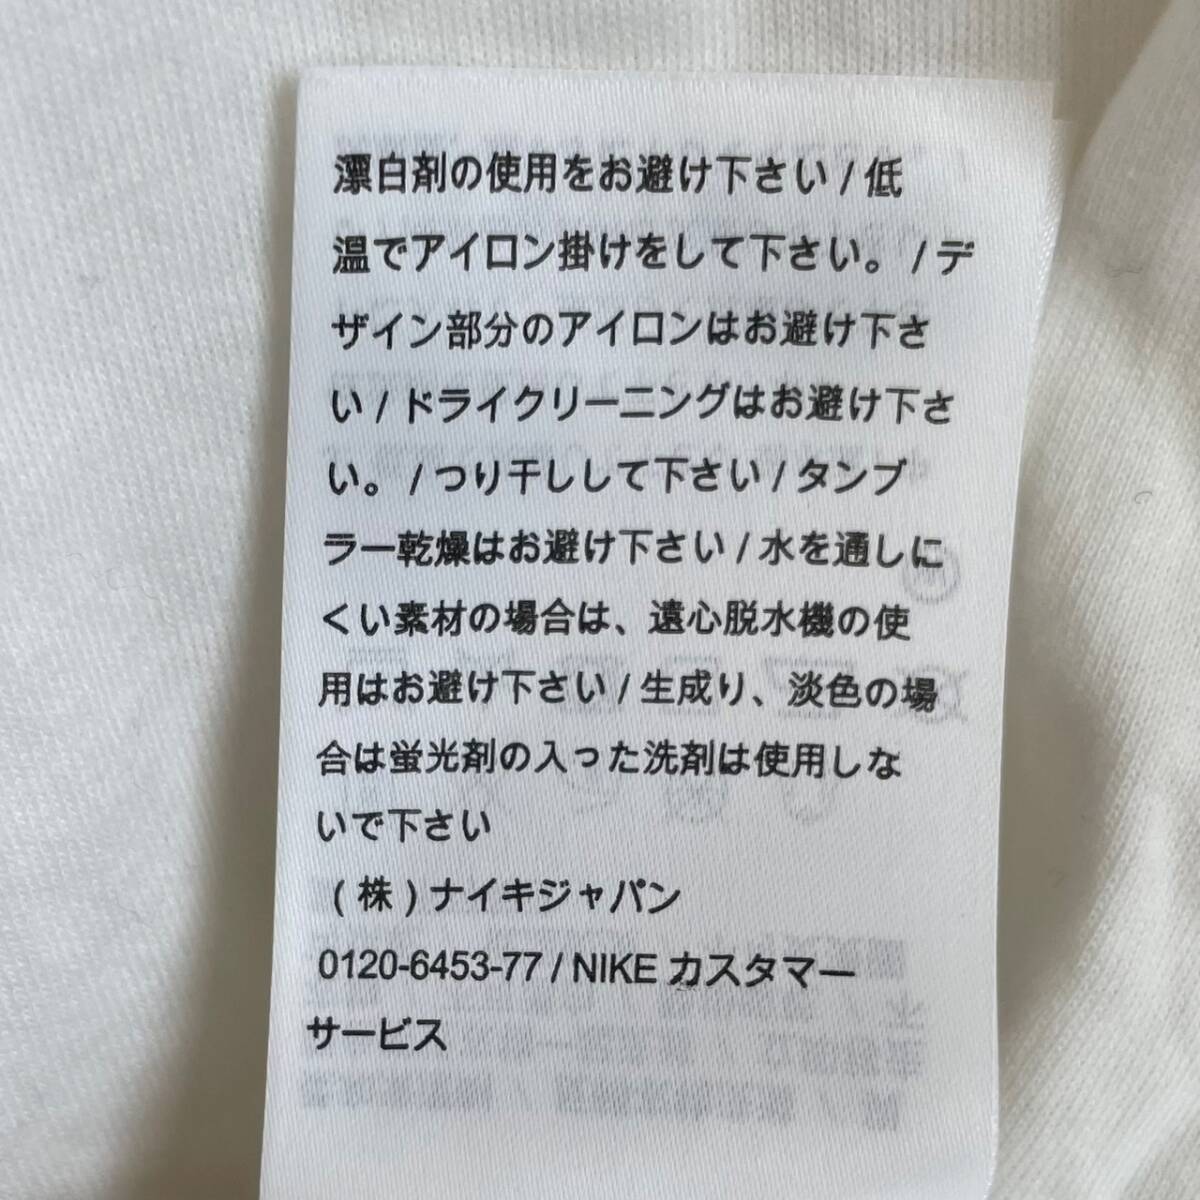 漂白剤の使用をお避け下さい / 低
温でアイロン掛けをして下さい。 / デ
ザイン部分のアイロンはお避け下さ
い / ドライクリーニングはお避け下さ
い。 / つり干しして下さい / タンブ
ラー乾燥はお避け下さい / 水を通しに
くい素材の場合は、遠心脱水機の使
用はお避け下さい / 生成り、淡色の場
合は蛍光剤の入った洗剤は使用しな
いで下さい
(株)ナイキジャパン
0120-6453-77 / NIKE カスタマー
サービス